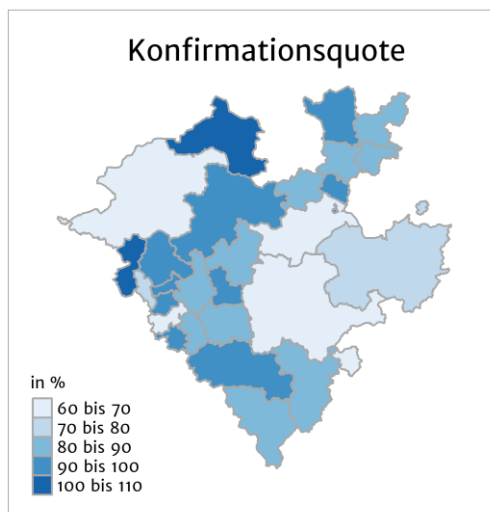 Konfirmationsquote
in %
60 bis 70
70 bis 80
80 bis 90
90 bis 100
100 bis 110